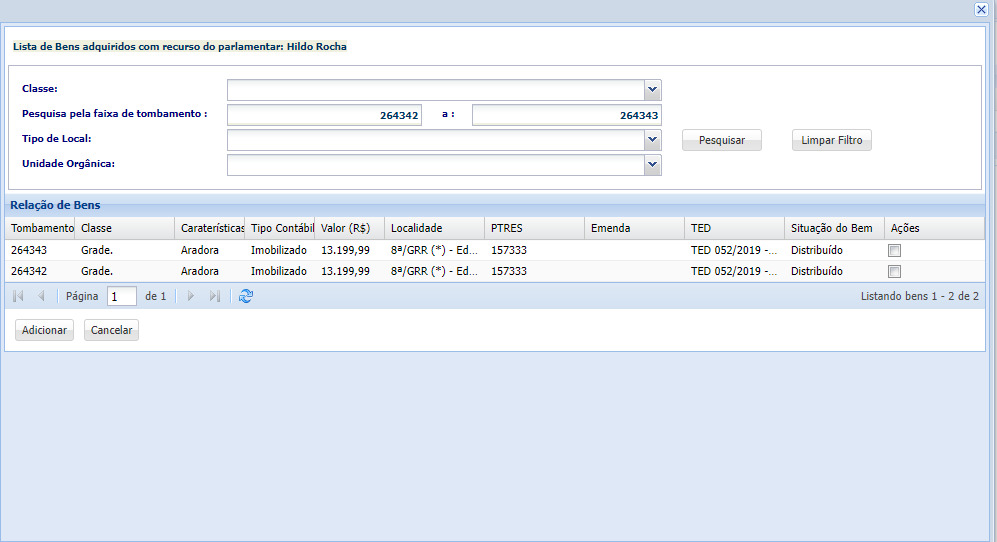 Lista de Bens adquiridos com recurso do parlamentar: Hildo Rocha
Classe:
Pesquisa pela faixa de tombamento : 264342 a : 264343
Tipo de Local: Pesquisar Limpar Filtro
Unidade Orgânica:
Relação de Bens
Tombamento Classe Caraterísticas Tipo Contábil Valor (R$) Localidade PTRES Emenda TED Situação do Bem Ações
264343 Grade. Aradora Imobilizado 13.199,99 8ª/GRR (*) - Ed... 157333 TED 052/2019 -... Distribuído
264342 Grade. Aradora Imobilizado 13.199,99 8ª/GRR (*) - Ed... 157333 TED 052/2019 -... Distribuído
Página 1 de 1 Listando bens 1 - 2 de 2
Adicionar Cancelar